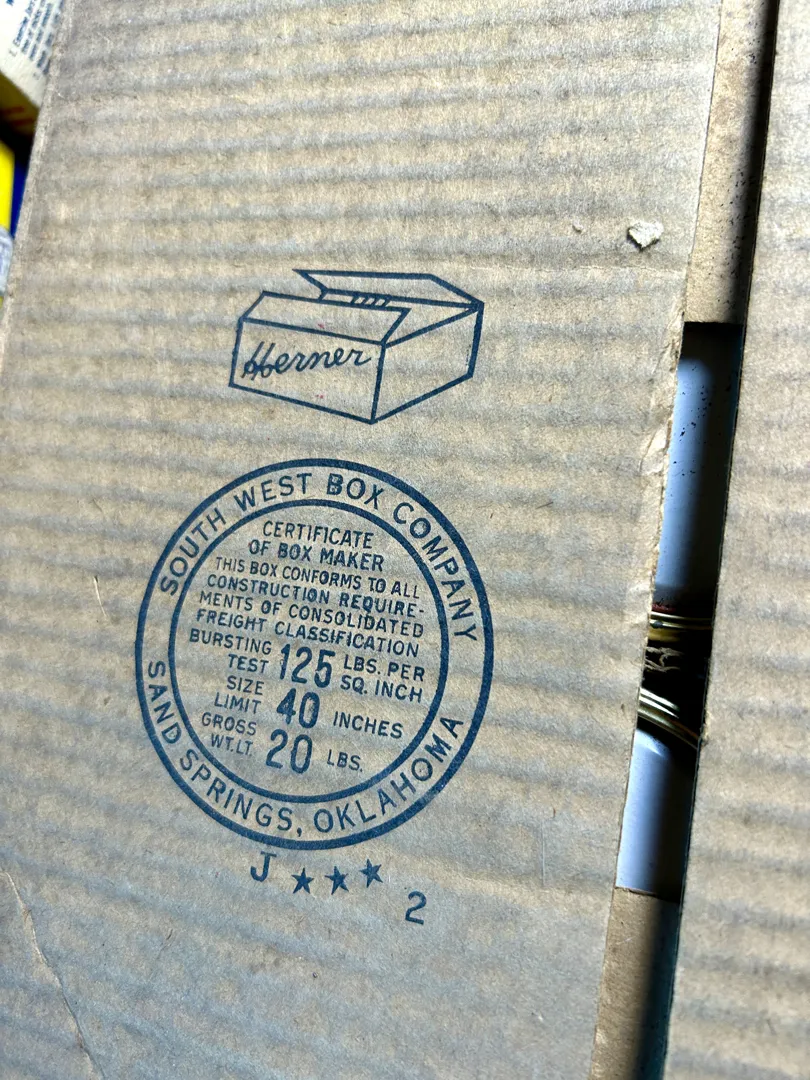 Herner
SOUTH WEST BOX COMPANY
CERTIFICATE
OF BOX MAKER
THIS BOX CONFORMS TO ALL
CONSTRUCTION REQUIRE-
MENTS OF CONSOLIDATED
FREIGHT CLASSIFICATION
BURSTING
TEST 125 LBS. PER
SQ. INCH
SIZE
LIMIT 40 INCHES
GROSS
WT.LT. 20 LBS.
SAND SPRINGS, OKLAHOMA
J ★★★ 2